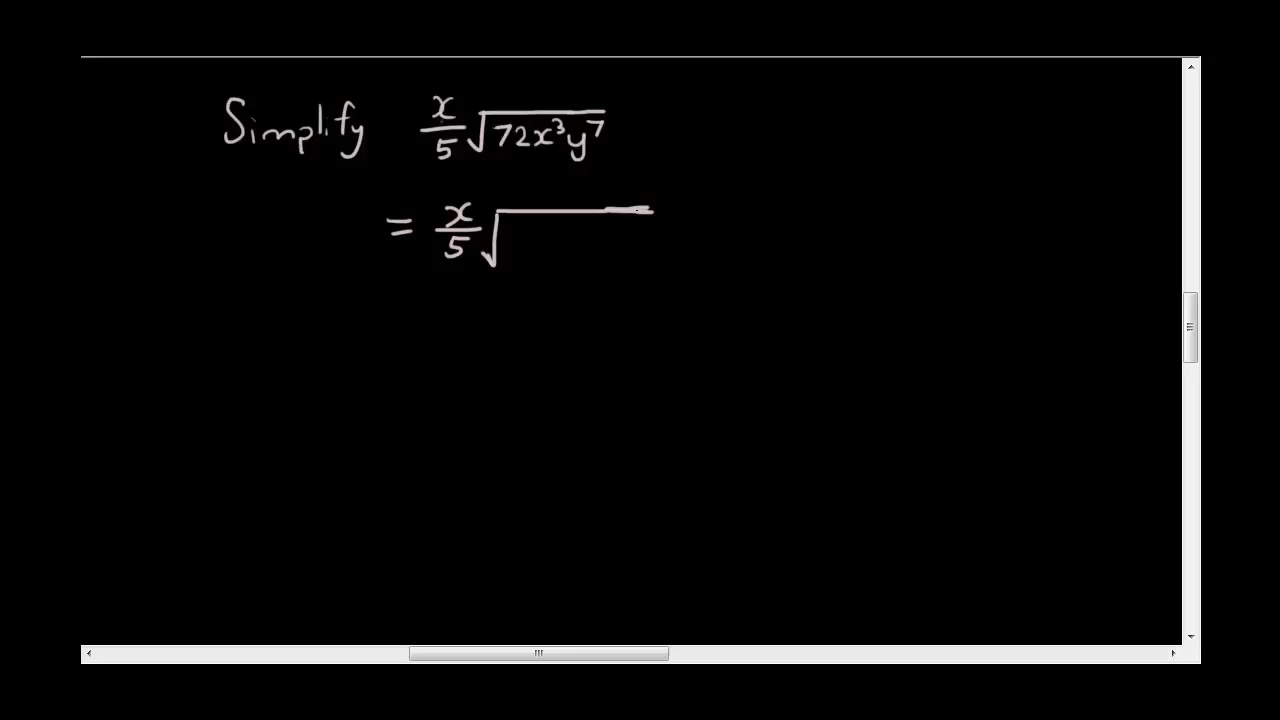 Simplify x/5 √(72x³y⁷)
= x/5 √